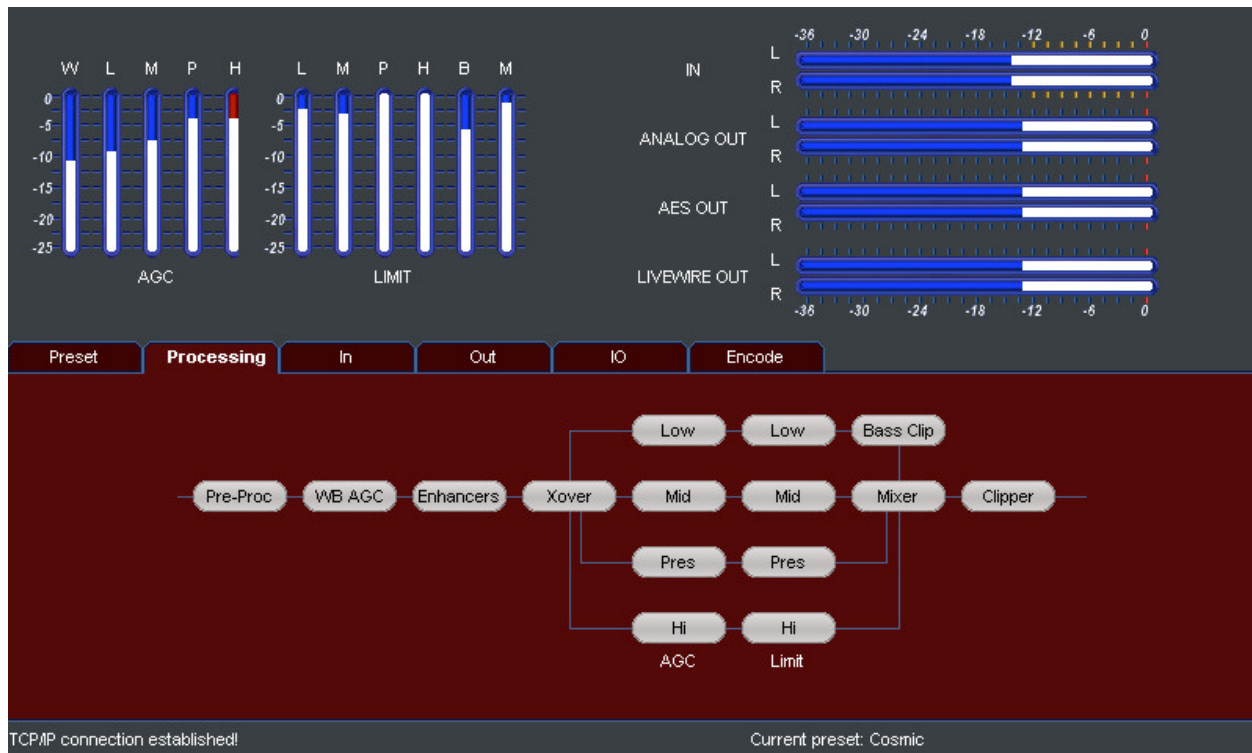 -36 -30 -24 -18 -12 -6 0
W L M P H L M P H B M
IN
L
R
0 0
-5 -5
-10 -10
-15 -15
-20 -20
-25 -25
ANALOG OUT
L
R
AES OUT
L
R
LIVEWIRE OUT
L
R
AGC LIMIT
-36 -30 -24 -18 -12 -6 0
Preset Processing In Out IO Encode
Low Low Bass Clip
Pre-Proc WB AGC Enhancers Xover Mid Mid Mixer Clipper
Pres Pres
Hi Hi
AGC Limit
TCP/IP connection established! Current preset: Cosmic